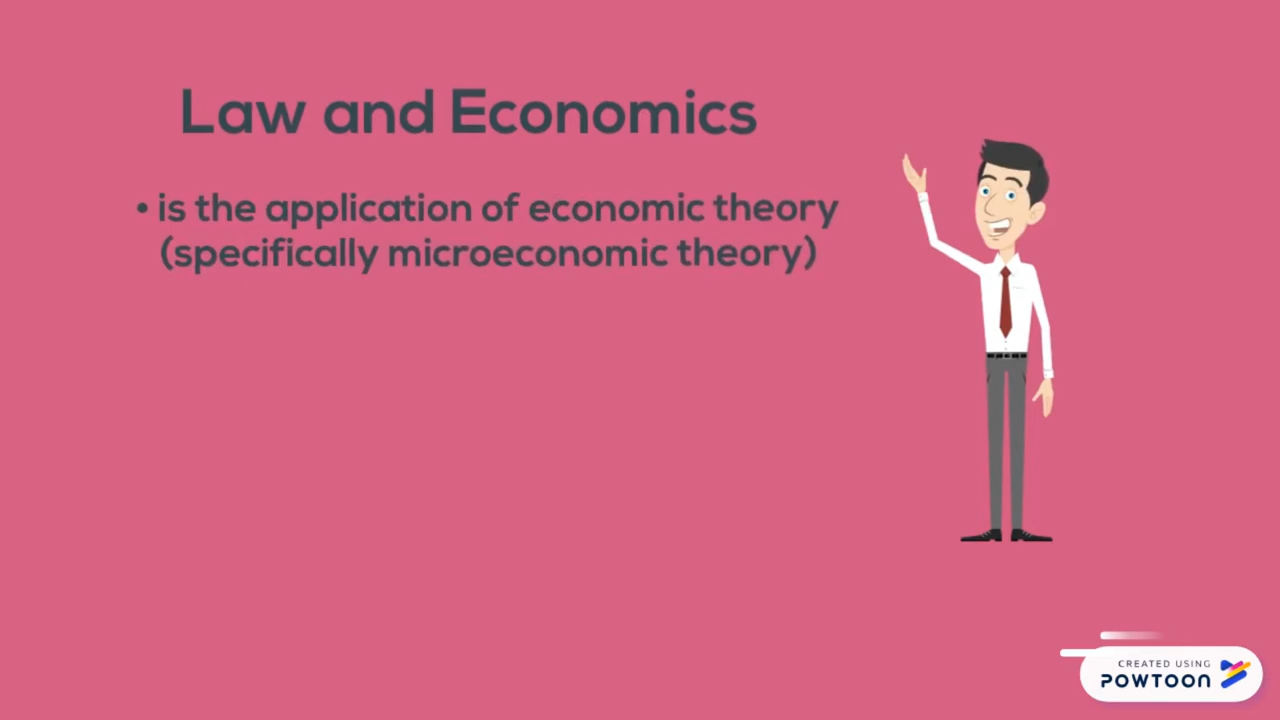 Law and Economics
• is the application of economic theory
(specifically microeconomic theory)
CREATED USING
POWTOON